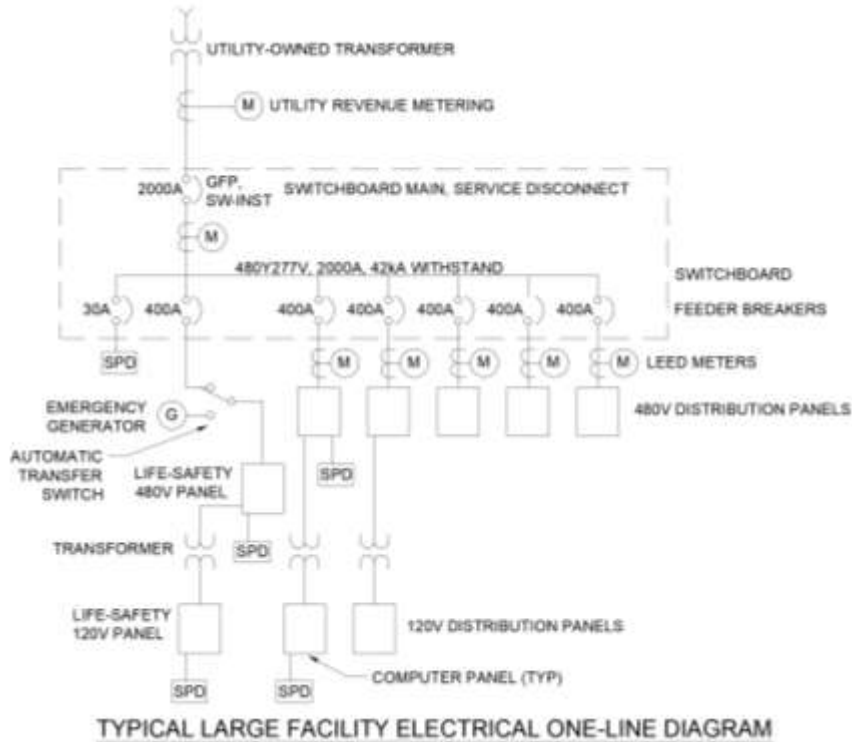 UTILITY-OWNED TRANSFORMER
M UTILITY REVENUE METERING
2000A GFP, SWITCHBOARD MAIN, SERVICE DISCONNECT
SW-INST
M
480Y277V, 2000A, 42kA WITHSTAND
SWITCHBOARD
30A 400A 400A 400A 400A 400A 400A FEEDER BREAKERS
SPD M M M M M LEED METERS
EMERGENCY
GENERATOR
G
480V DISTRIBUTION PANELS
AUTOMATIC
TRANSFER
SWITCH
LIFE-SAFETY
480V PANEL
SPD
TRANSFORMER
SPD
LIFE-SAFETY
120V PANEL
120V DISTRIBUTION PANELS
COMPUTER PANEL (TYP)
SPD SPD
TYPICAL LARGE FACILITY ELECTRICAL ONE-LINE DIAGRAM